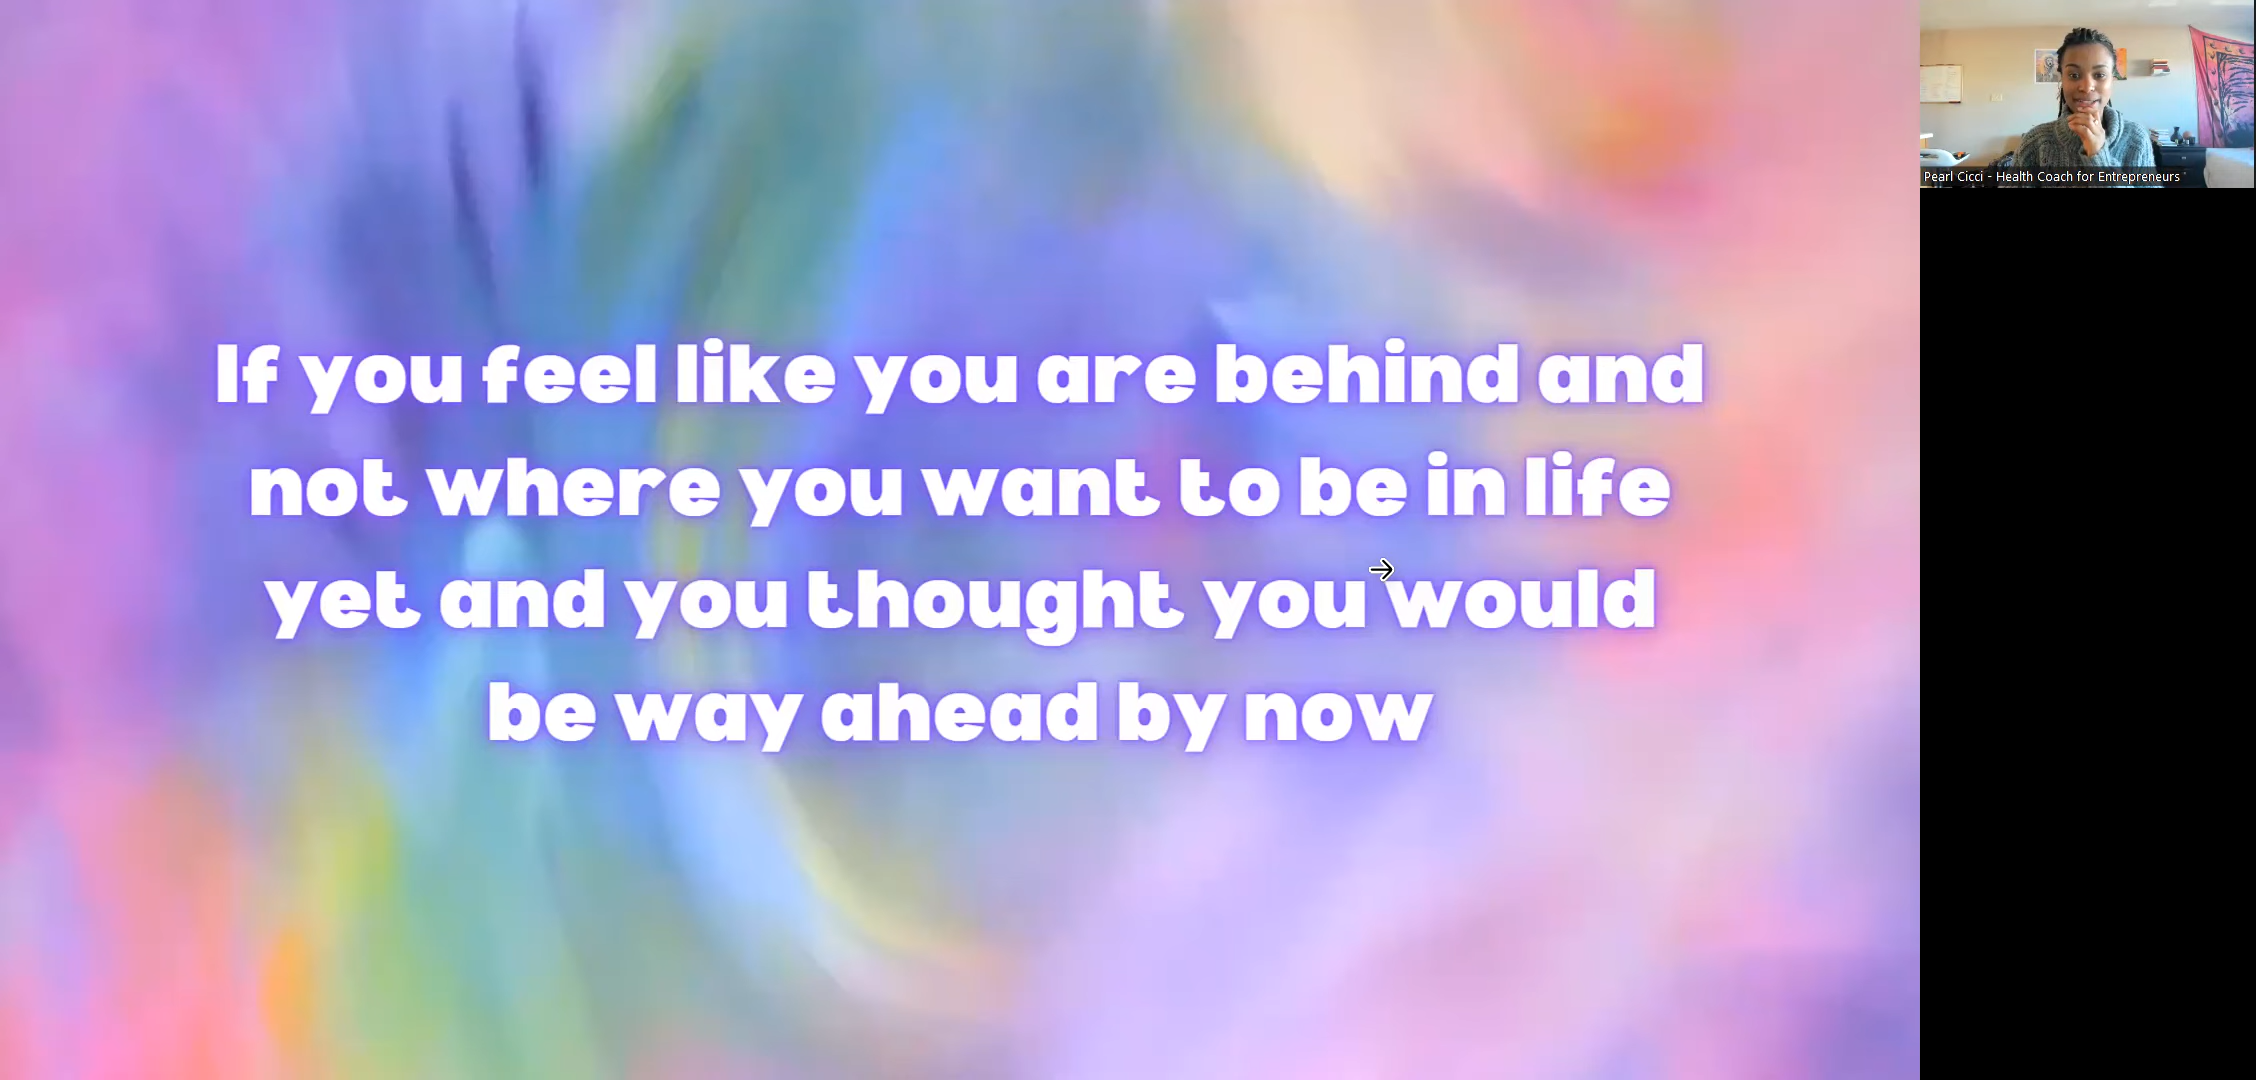 If you feel like you are behind and
not where you want to be in life
yet and you thought you would
be way ahead by now
Pearl Cicci - Health Coach for Entrepreneurs